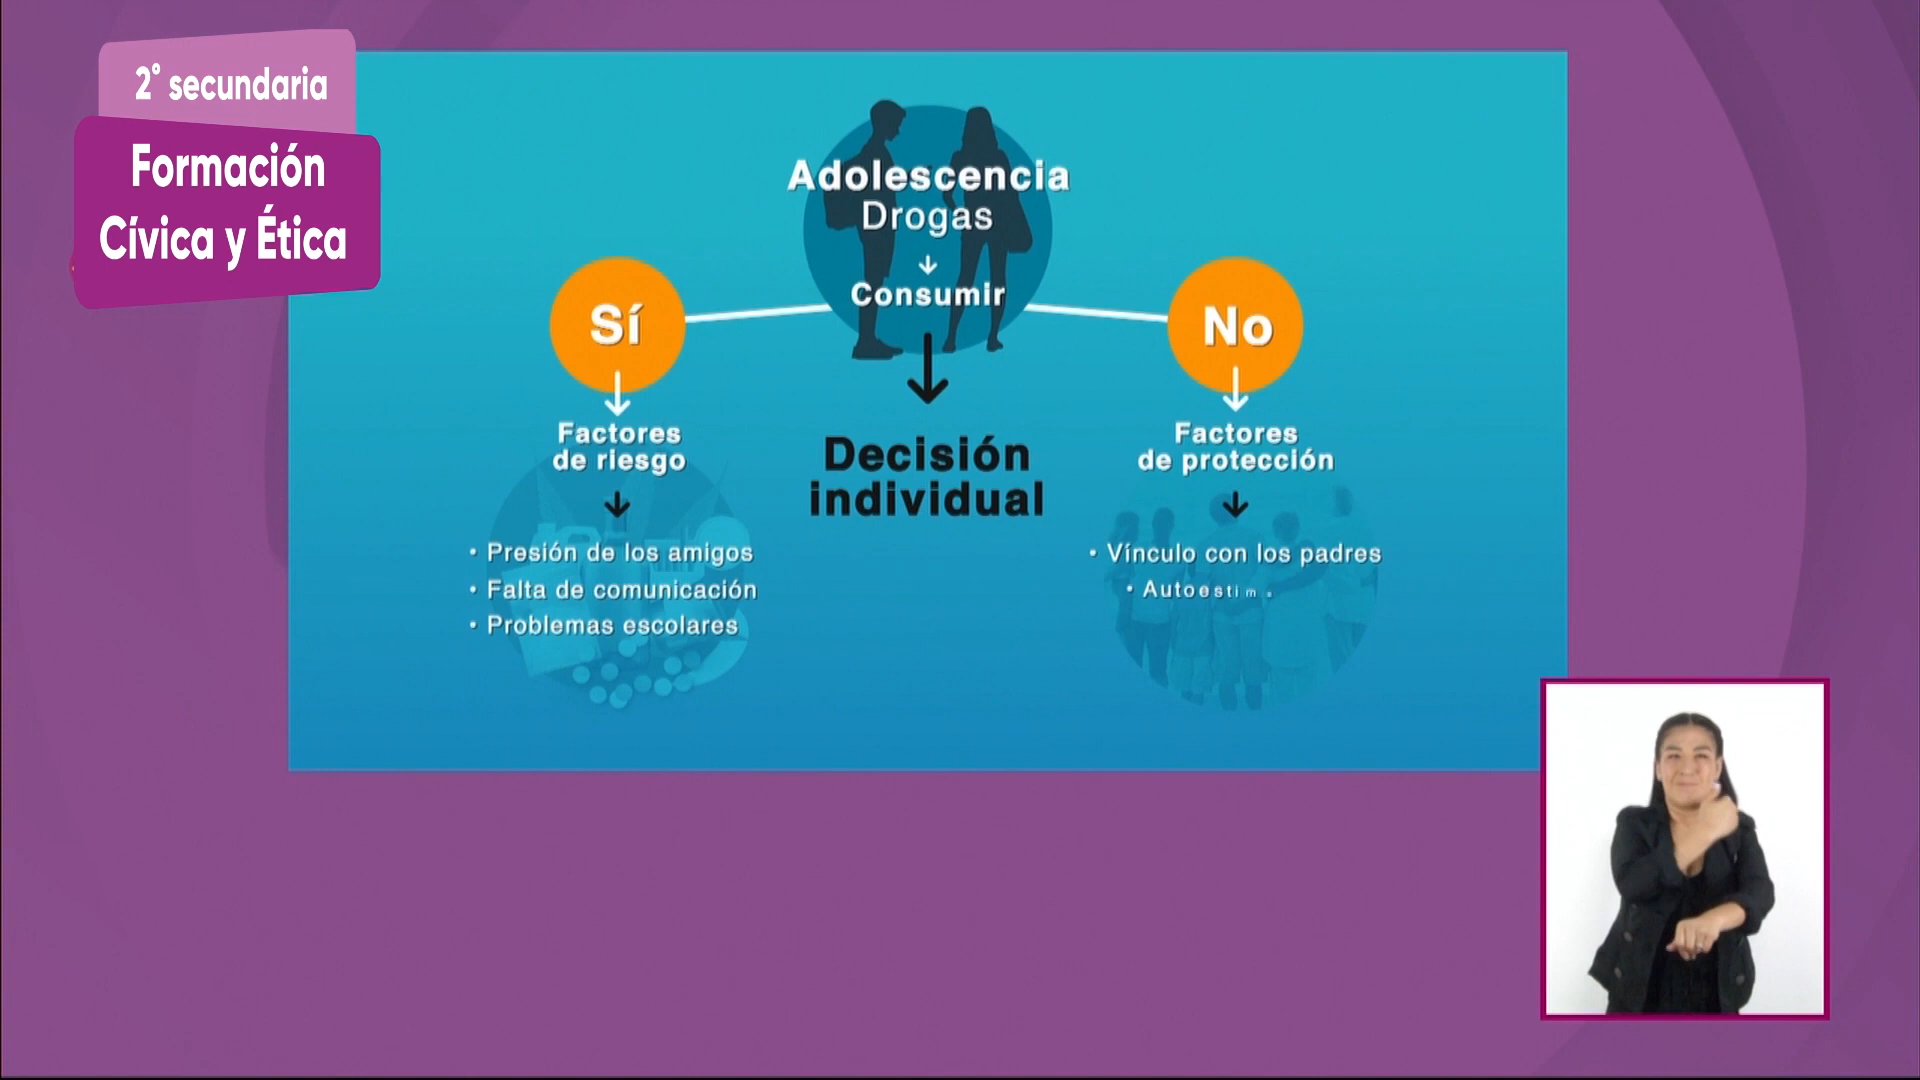 2° secundaria
Formación
Cívica y Ética
Adolescencia
Drogas
Consumir
Sí
No
Factores
de riesgo
Decisión
individual
Factores
de protección
• Presión de los amigos
• Falta de comunicación
• Problemas escolares
• Vínculo con los padres
• Autoestima